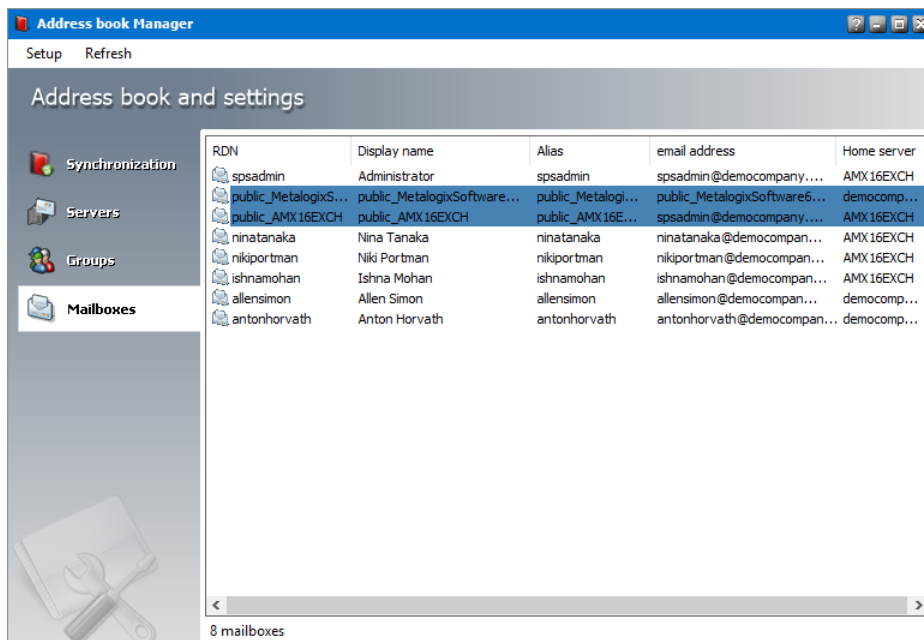 Address book Manager
Setup Refresh
Address book and settings
Synchronization
Servers
Groups
Mailboxes
RDN Display name Alias email address Home server
spsadmin Administrator spsadmin spsadmin@democompany.... AMX16EXCH
public_MetalogixS... public_MetalogixSoftware... public_Metalogi... public_MetalogixSoftware6... democomp...
public_AMX16EXCH public_AMX16EXCH public_AMX16E... spsadmin@democompany.... AMX16EXCH
ninatanaka Nina Tanaka ninatanaka ninatanaka@democompan... AMX16EXCH
nikiportman Niki Portman nikiportman nikiportman@democompan... AMX16EXCH
ishnamohan Ishna Mohan ishnamohan ishnamohan@democompan... AMX16EXCH
allensimon Allen Simon allensimon allensimon@democompan... democomp...
antonhorvath Anton Horvath antonhorvath antonhorvath@democompan... democomp...
8 mailboxes